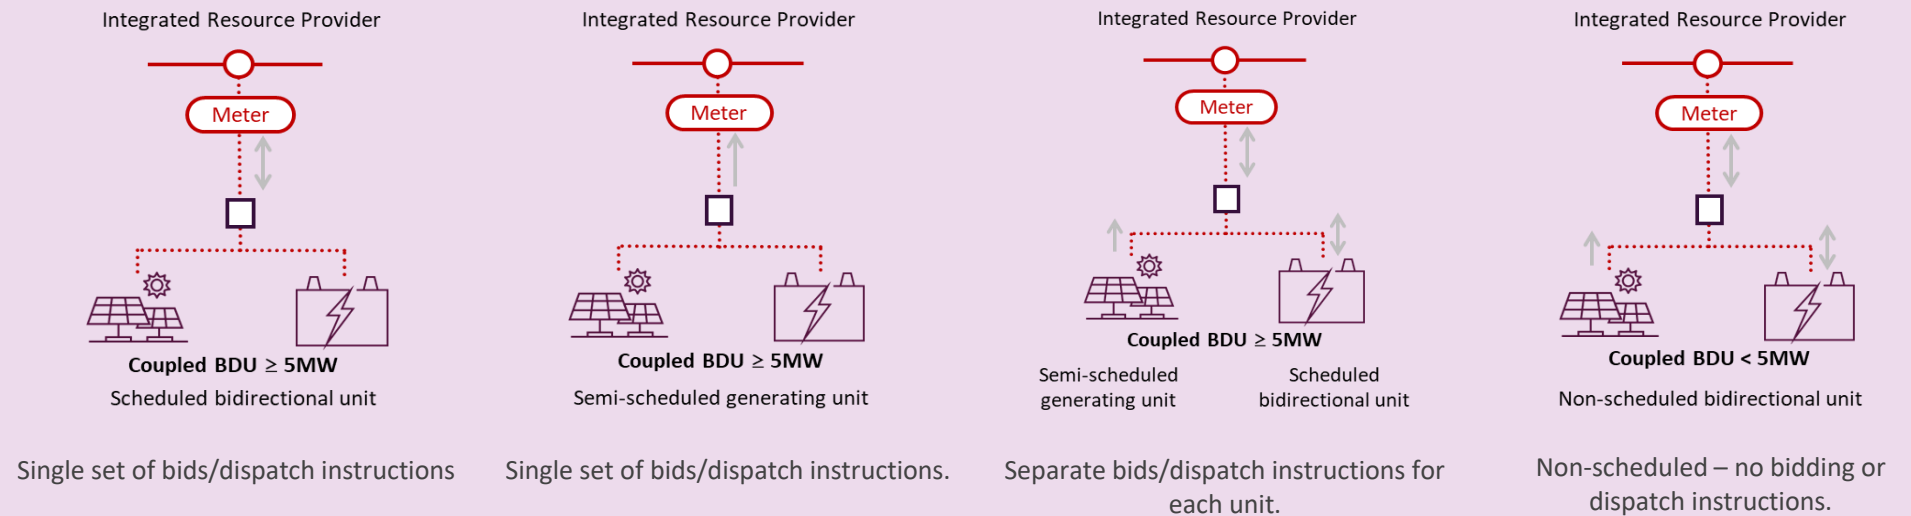 Integrated Resource Provider
Meter
Coupled BDU ≥ 5MW
Scheduled bidirectional unit
Single set of bids/dispatch instructions
Integrated Resource Provider
Meter
Coupled BDU ≥ 5MW
Semi-scheduled generating unit
Single set of bids/dispatch instructions.
Integrated Resource Provider
Meter
Coupled BDU ≥ 5MW
Semi-scheduled
generating unit
Scheduled
bidirectional unit
Separate bids/dispatch instructions for
each unit.
Integrated Resource Provider
Meter
Coupled BDU < 5MW
Non-scheduled bidirectional unit
Non-scheduled – no bidding or
dispatch instructions.